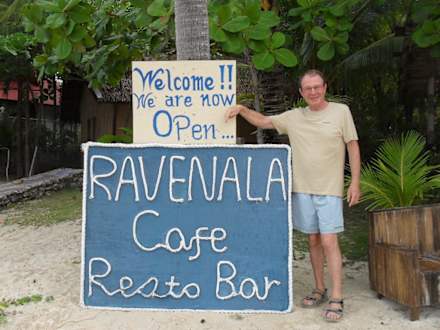 Welcome!!
We are now
Open...
RAVENALA
Cafe
Resto Bar